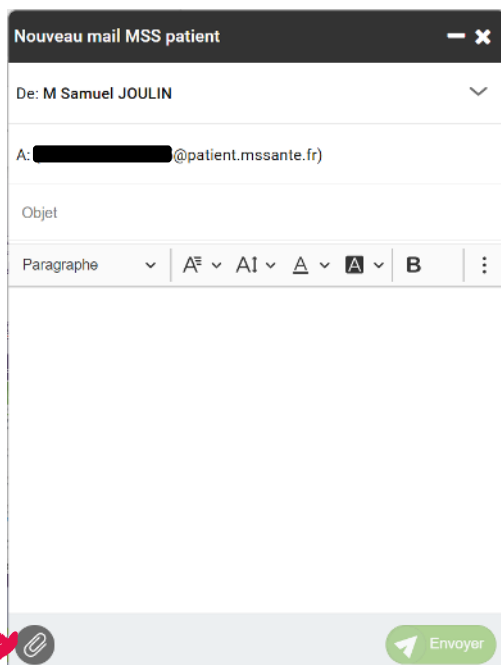 Nouveau mail MSS patient
De: M Samuel JOULIN
A: @patient.mssante.fr)
Objet
Paragraphe B
Envoyer